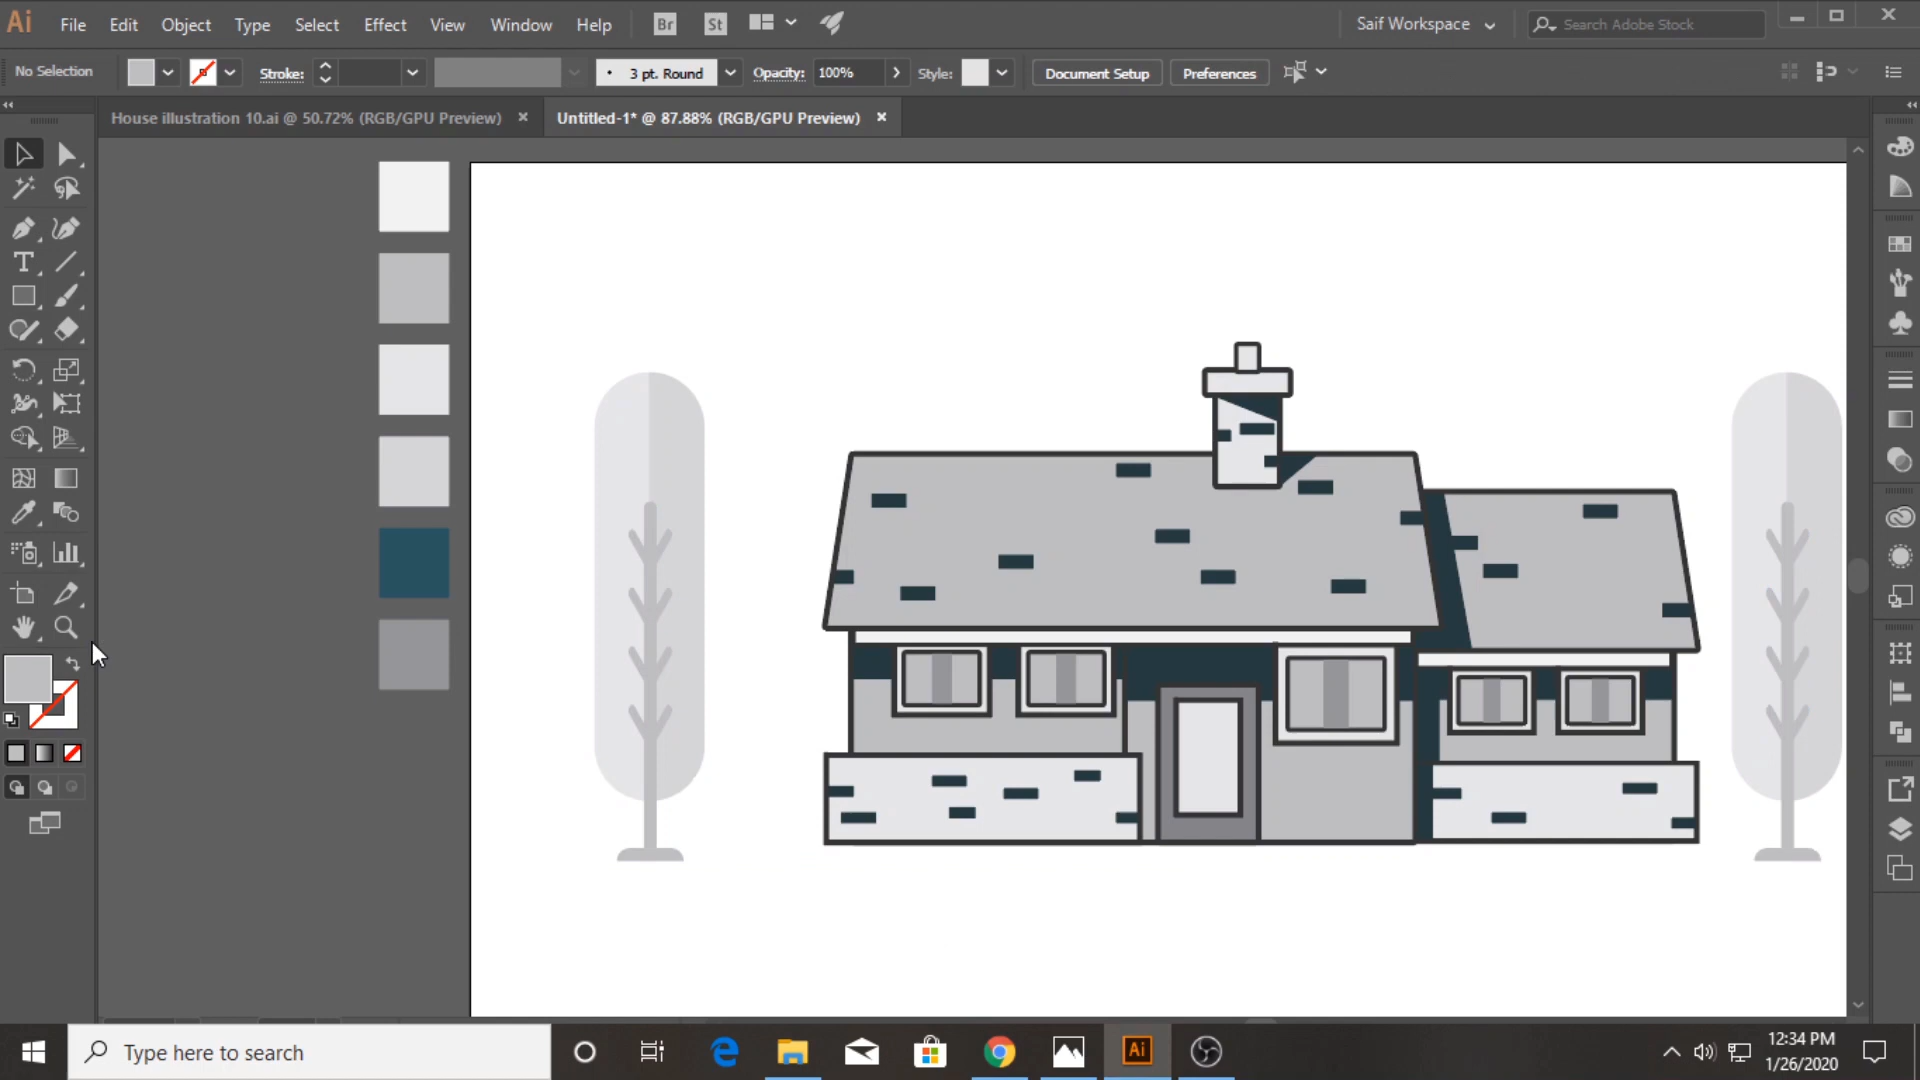 Ai File Edit Object Type Select Effect View Window Help Br St Saif Workspace Search Adobe Stock
No Selection Stroke: 3 pt. Round Opacity: 100% Style: Document Setup Preferences
House illustration 10.ai @ 50.72% (RGB/GPU Preview) × Untitled-1* @ 87.88% (RGB/GPU Preview) ×
Type here to search Ai 12:34 PM
1/26/2020